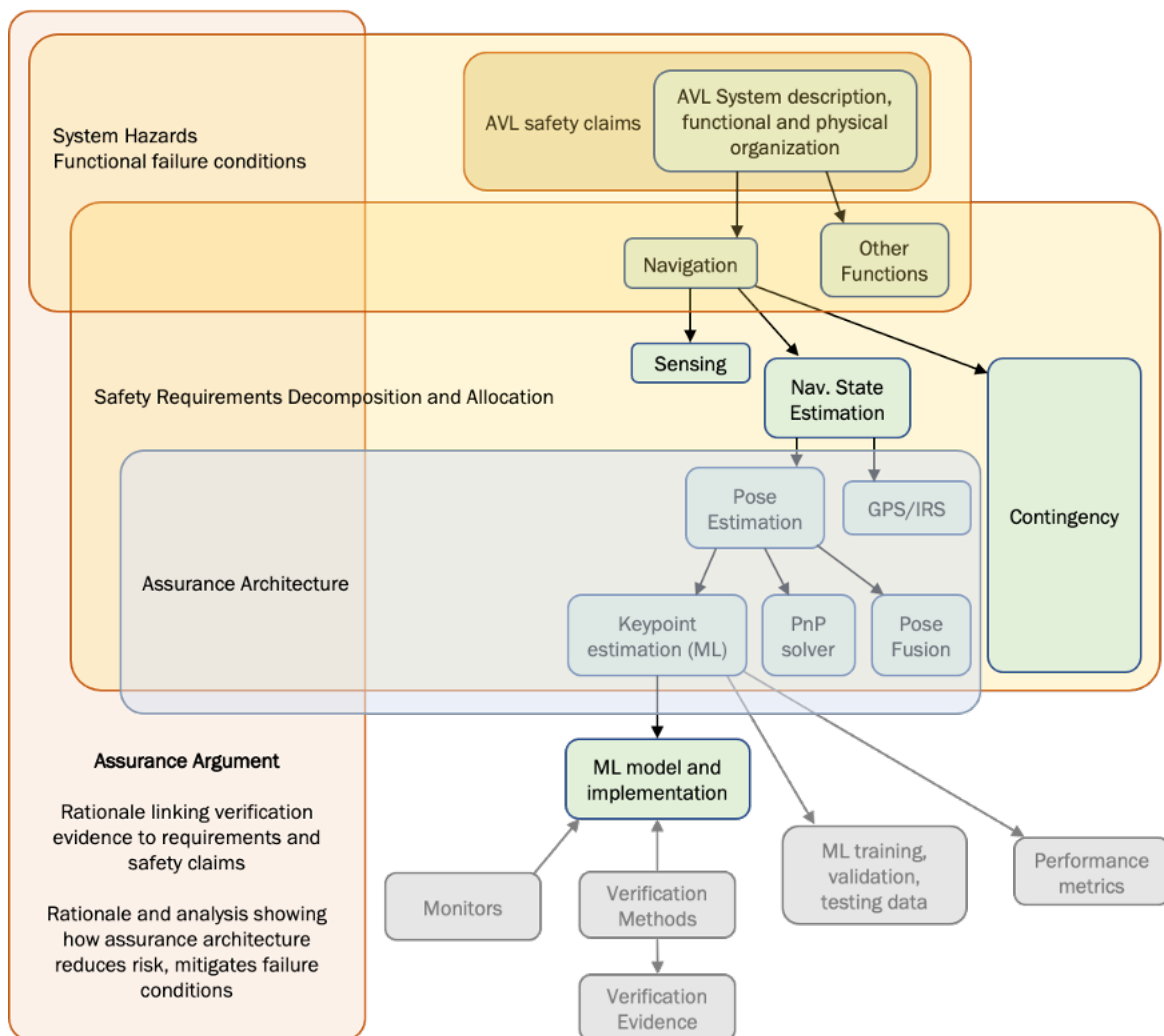 AVL System description,
functional and physical
organization
AVL safety claims
System Hazards
Functional failure conditions
Navigation
Other
Functions
Sensing
Nav. State
Estimation
Safety Requirements Decomposition and Allocation
Pose
Estimation
GPS/IRS
Contingency
Assurance Architecture
Keypoint
estimation (ML)
PnP
solver
Pose
Fusion
Assurance Argument
Rationale linking verification
evidence to requirements and
safety claims
Rationale and analysis showing
how assurance architecture
reduces risk, mitigates failure
conditions
ML model and
implementation
Monitors
Verification
Methods
ML training,
validation,
testing data
Performance
metrics
Verification
Evidence